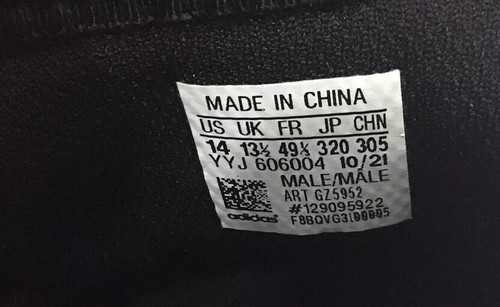 MADE IN CHINA
US UK FR JP CHN
14 13½ 49⅓ 320 305
YYJ 606004 10/21
MALE/MÂLE
ART GZ5952
#129095922
adidas